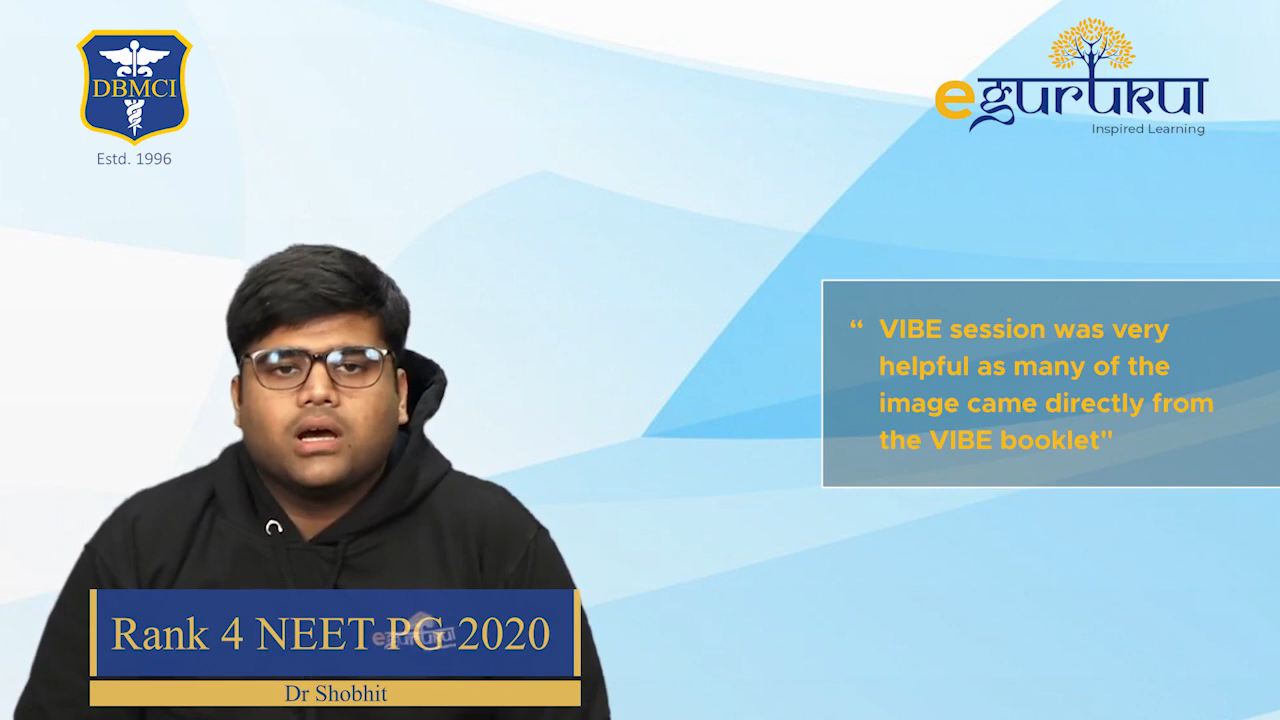 DBMCI
Estd. 1996
egurukul
Inspired Learning
“ VIBE session was very
helpful as many of the
image came directly from
the VIBE booklet"
Rank 4 NEET PG 2020
egurukul
Dr Shobhit